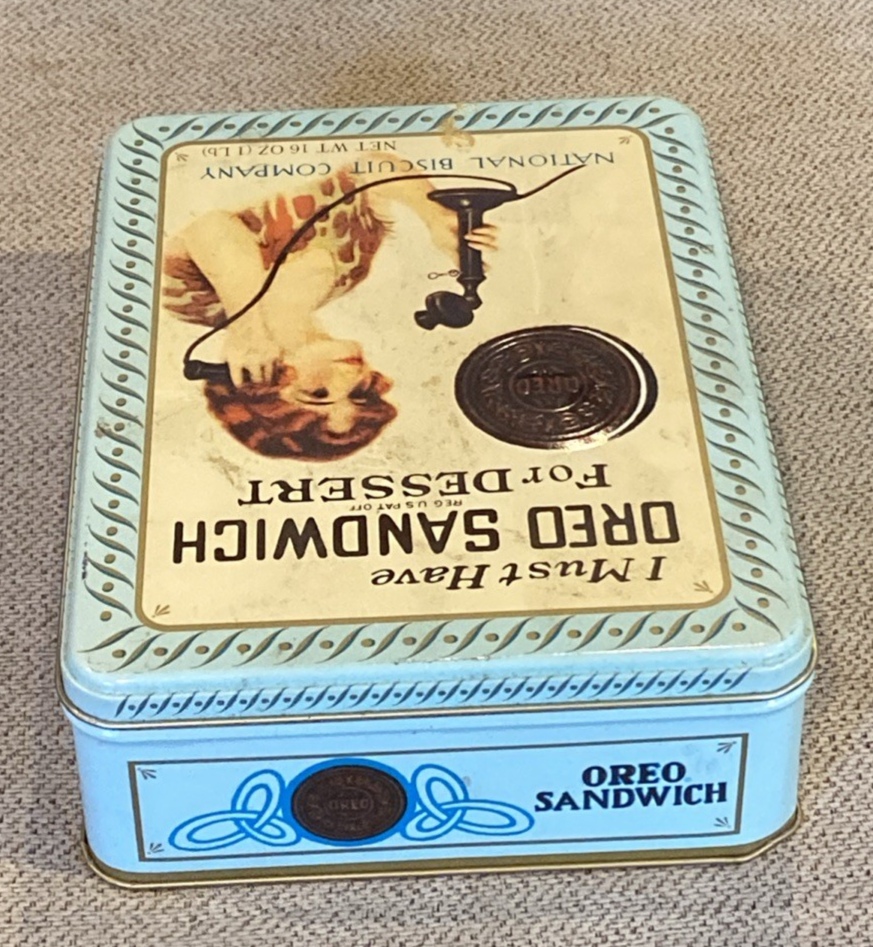 I Must Have
OREO SANDWICH
REG U S PAT OFF
For DESSERT
OREO
NATIONAL BISCUIT COMPANY
NET WT 16 OZ (1 Lb)
OREO
SANDWICH
OREO